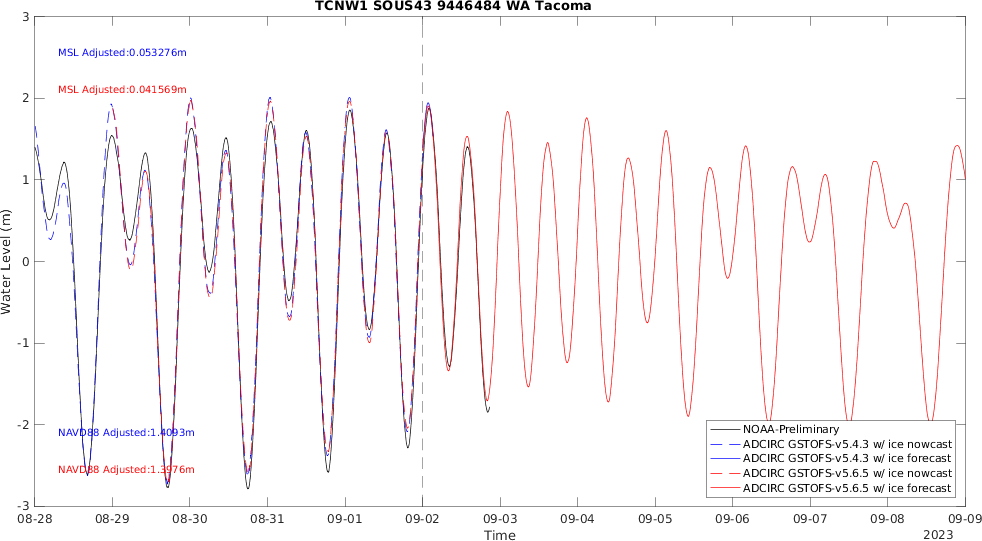 TCNW1 SOUS43 9446484 WA Tacoma
3
MSL Adjusted:0.053276m
MSL Adjusted:0.041569m
2
1
0
Water Level (m)
-1
-2
NAVD88 Adjusted:1.4093m
NAVD88 Adjusted:1.3976m
-3
NOAA-Preliminary
ADCIRC GSTOFS-v5.4.3 w/ ice nowcast
ADCIRC GSTOFS-v5.4.3 w/ ice forecast
ADCIRC GSTOFS-v5.6.5 w/ ice nowcast
ADCIRC GSTOFS-v5.6.5 w/ ice forecast
08-28 08-29 08-30 08-31 09-01 09-02 09-03 09-04 09-05 09-06 09-07 09-08 09-09
Time
2023